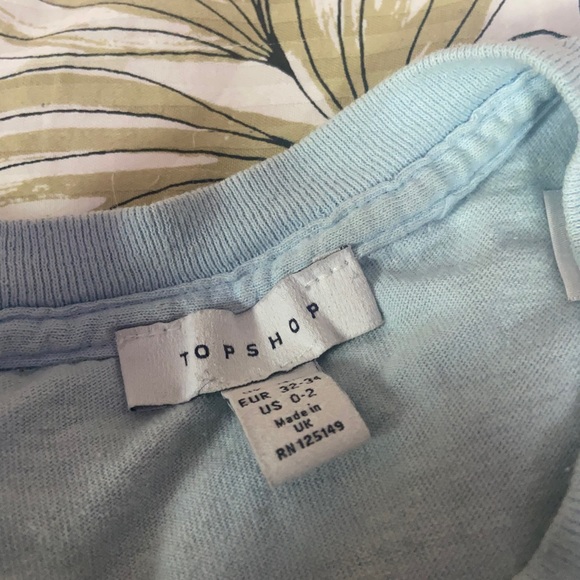 TOPSHOP
EUR 32-34
US 0-2
Made in
UK
RN 125149